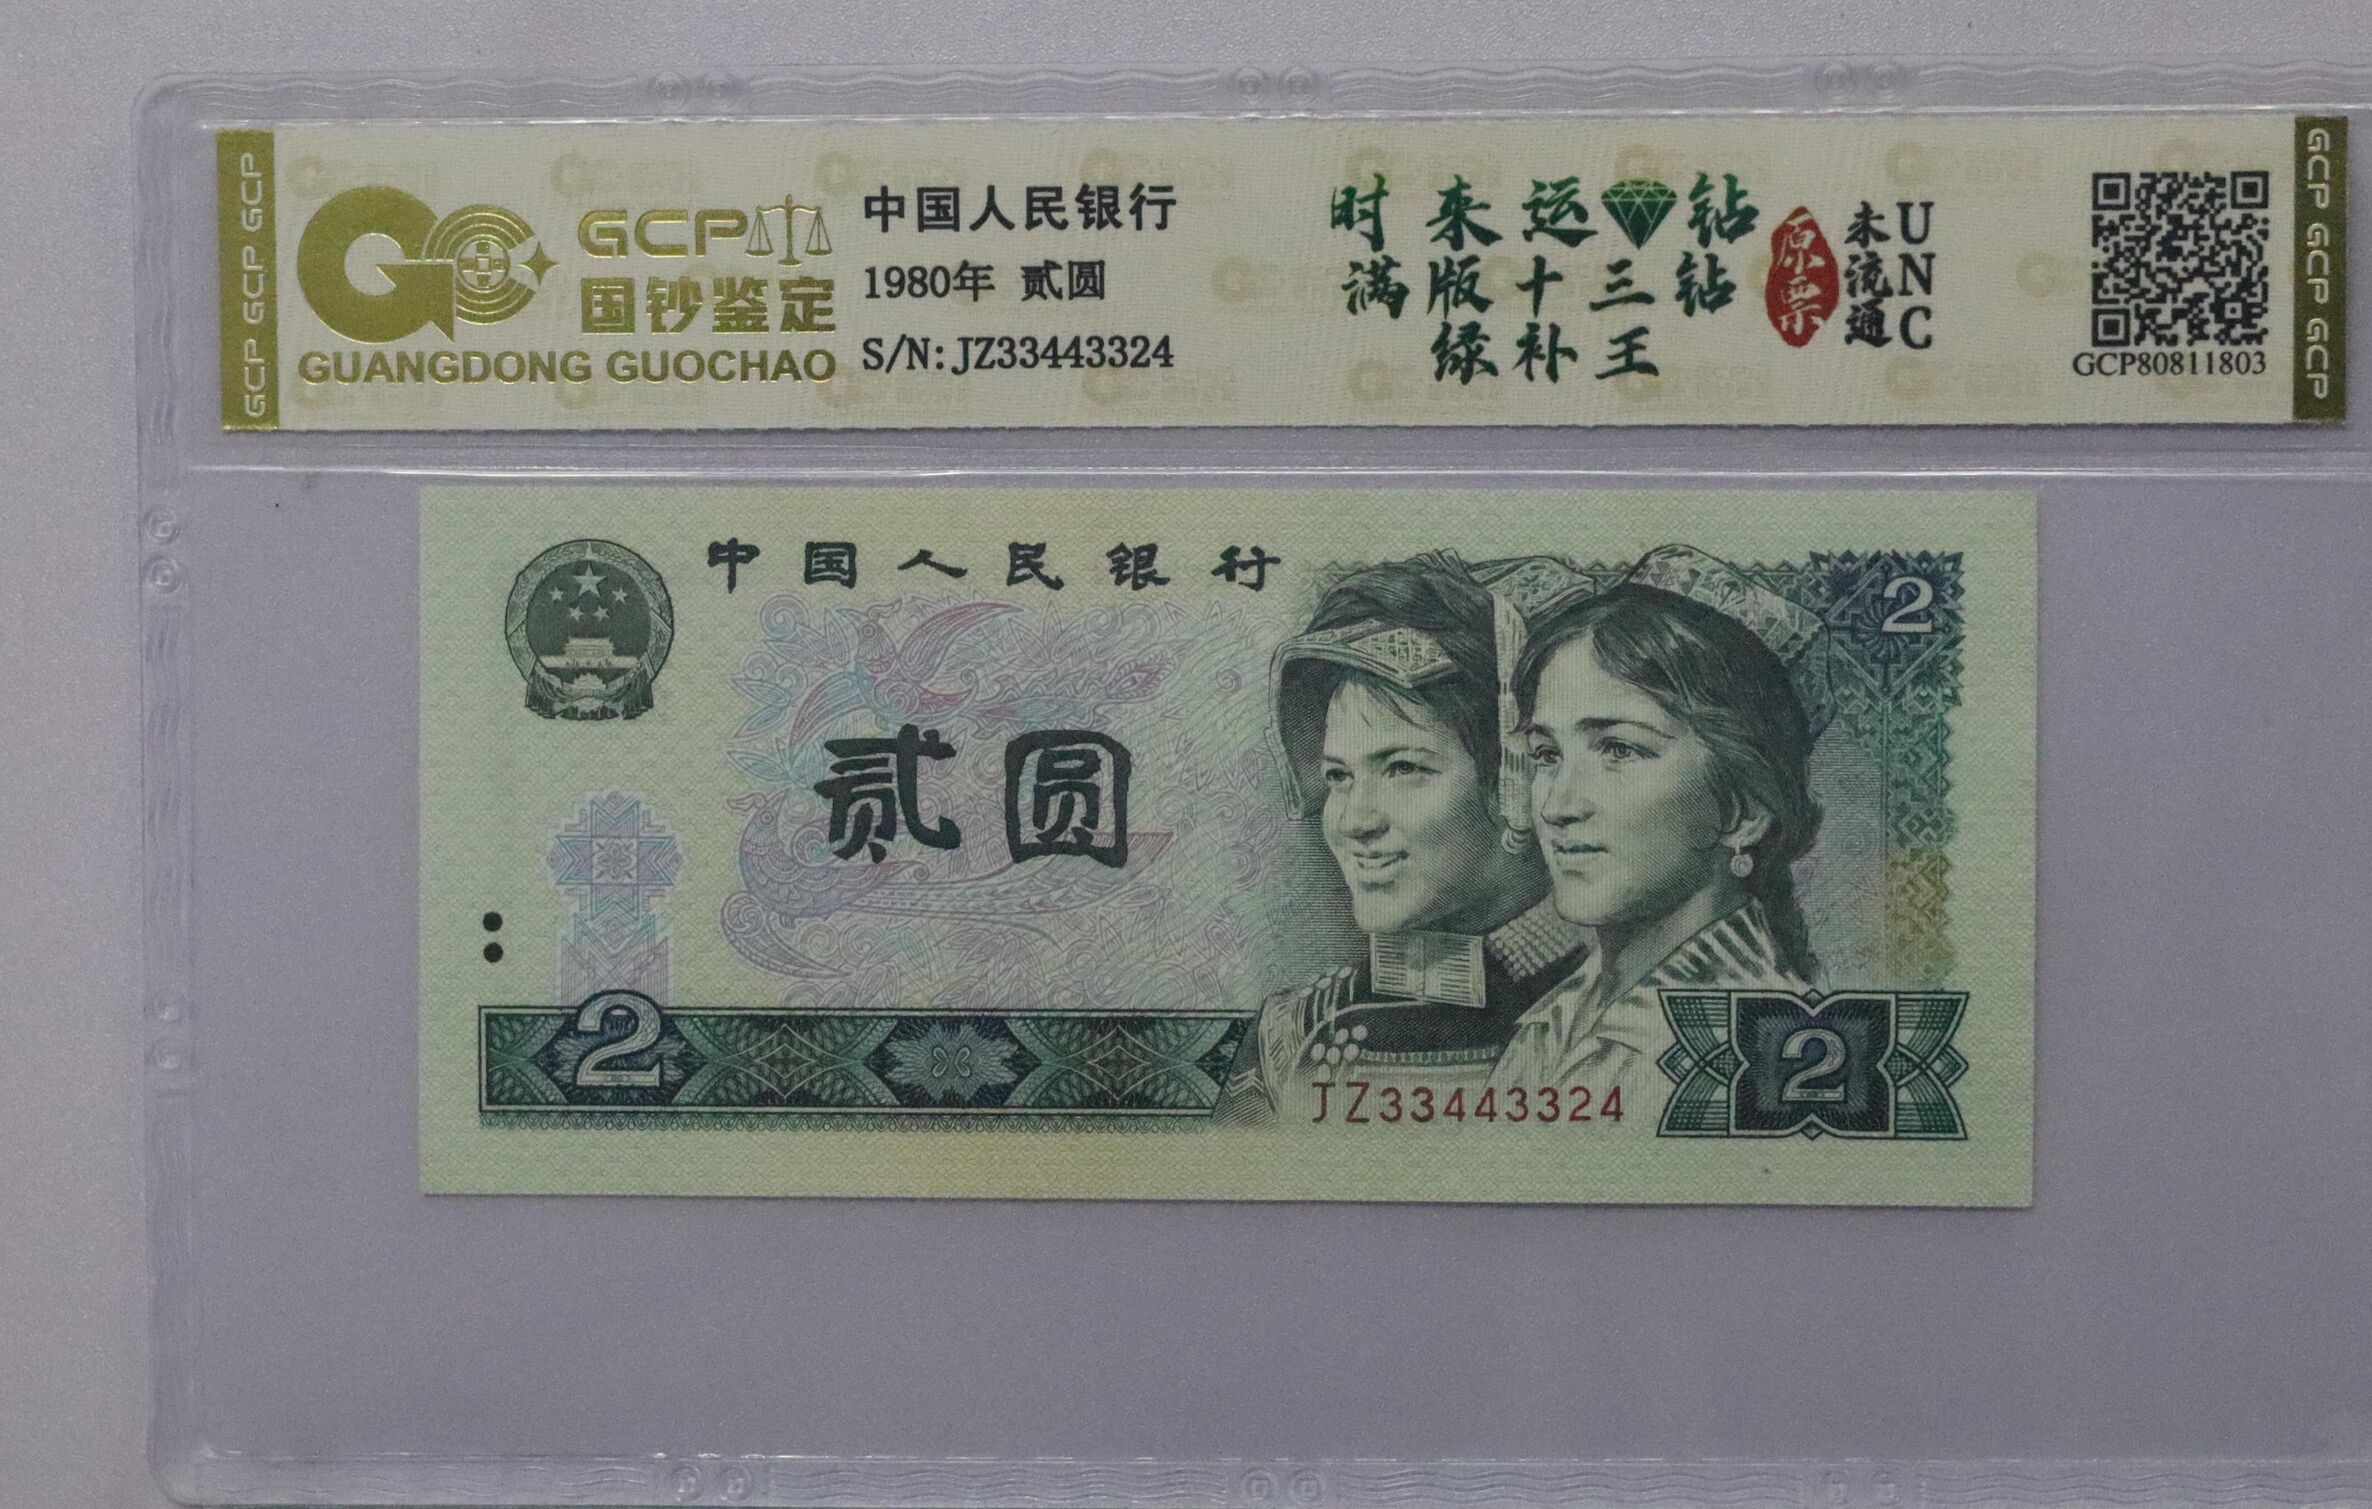 GCP GCP GCP
GCP
国钞鉴定
GUANGDONG GUOCHAO
中国人民银行
1980年 贰圆
S/N:JZ33443324
时来运钻
满版十三钻
绿补王
原票
未流通
UNC
GCP80811803
GCP GCP GCP
中国人民银行
2
贰圆
2
JZ33443324
2